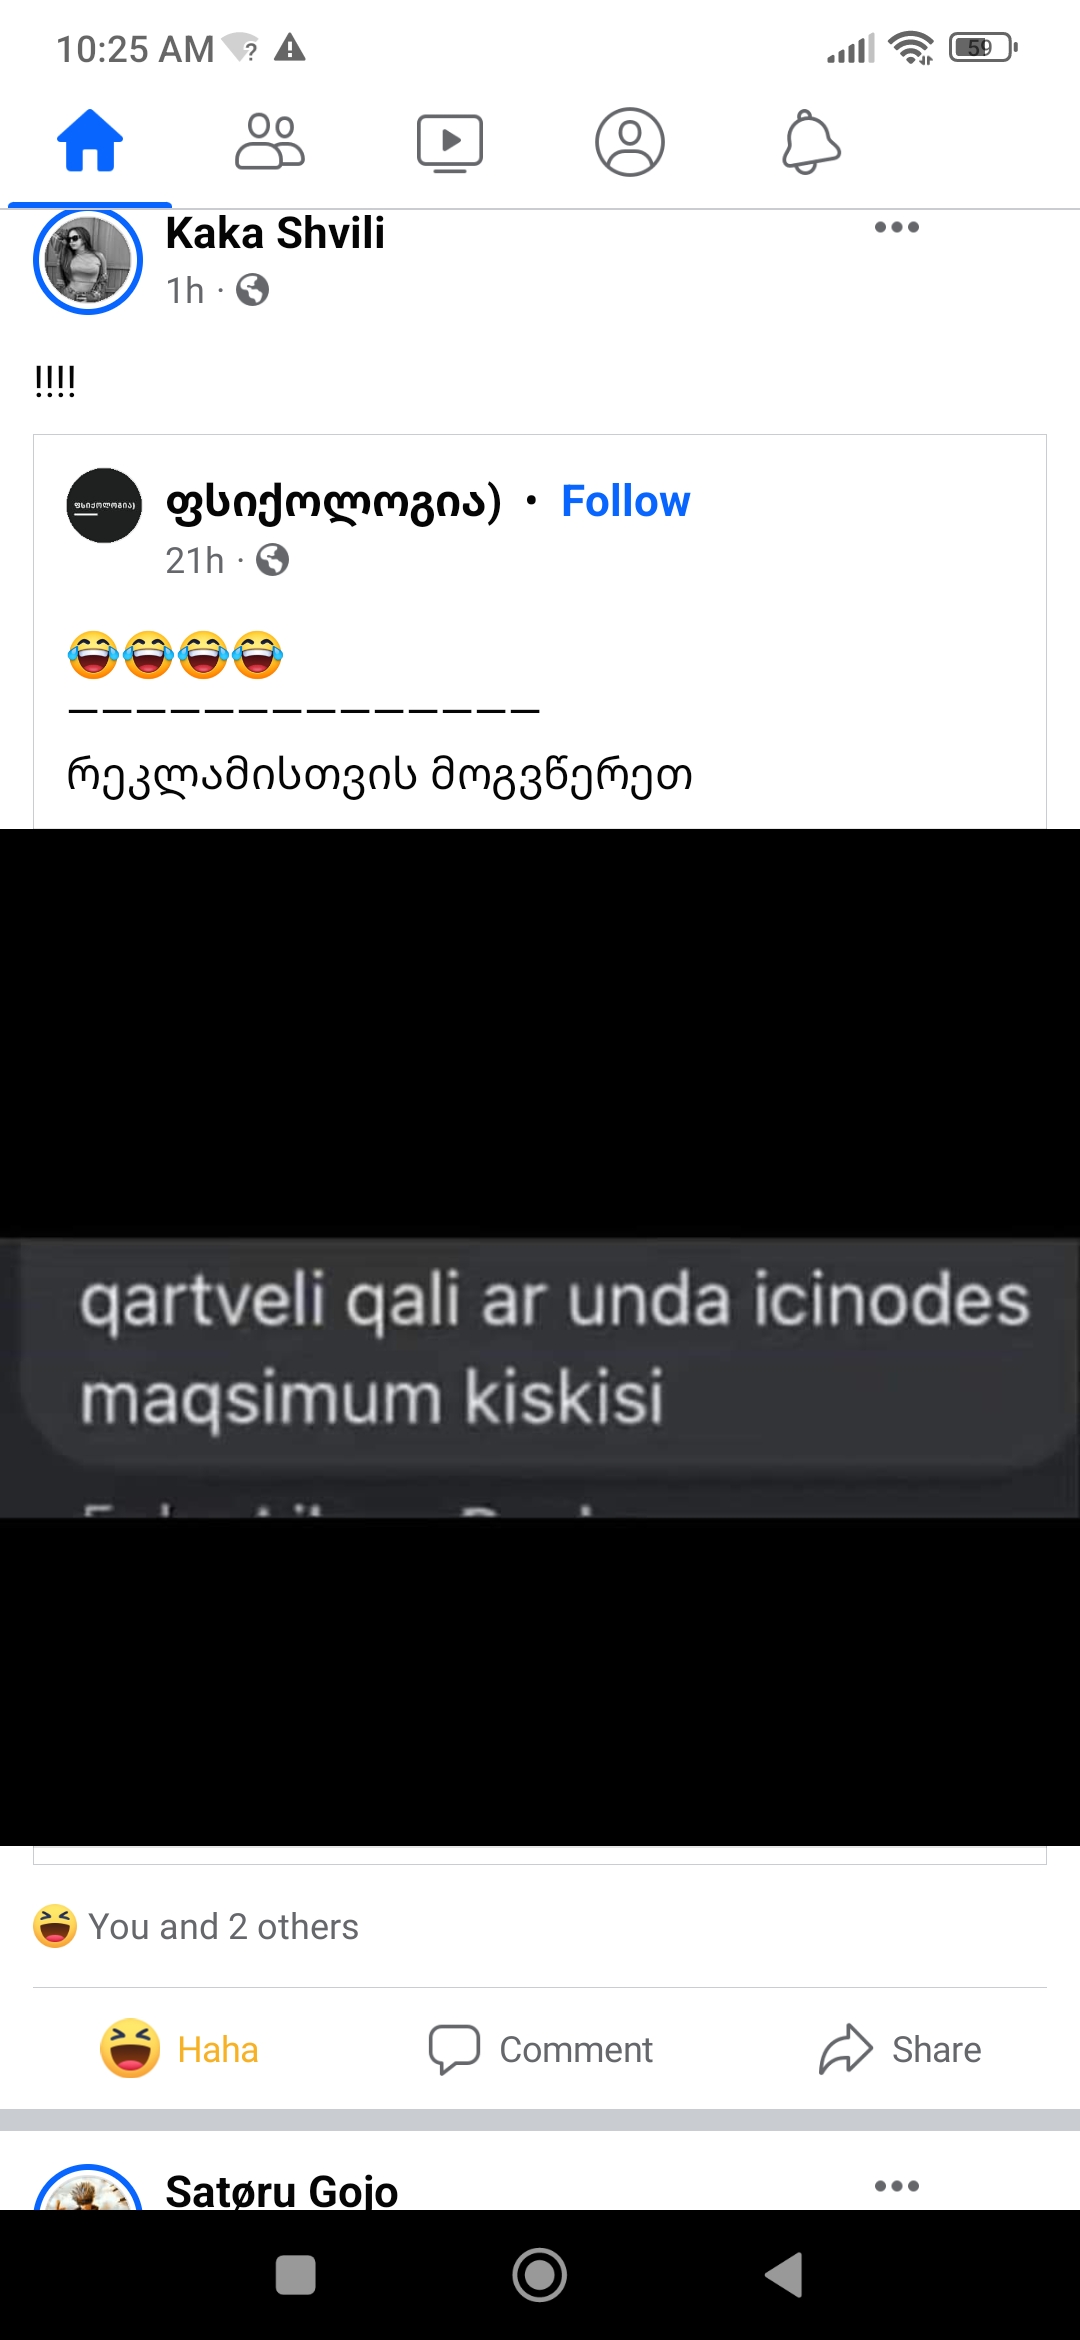 10:25 AM
59
Kaka Shvili
1h ·
!!!!
ფსიქოლოგია) • Follow
21h ·
😂😂😂😂
——————————————
რეკლამისთვის მოგვწერეთ
qartveli qali ar unda icinodes
maqsimum kiskisi
You and 2 others
Haha
Comment
Share
Satøru Gojo